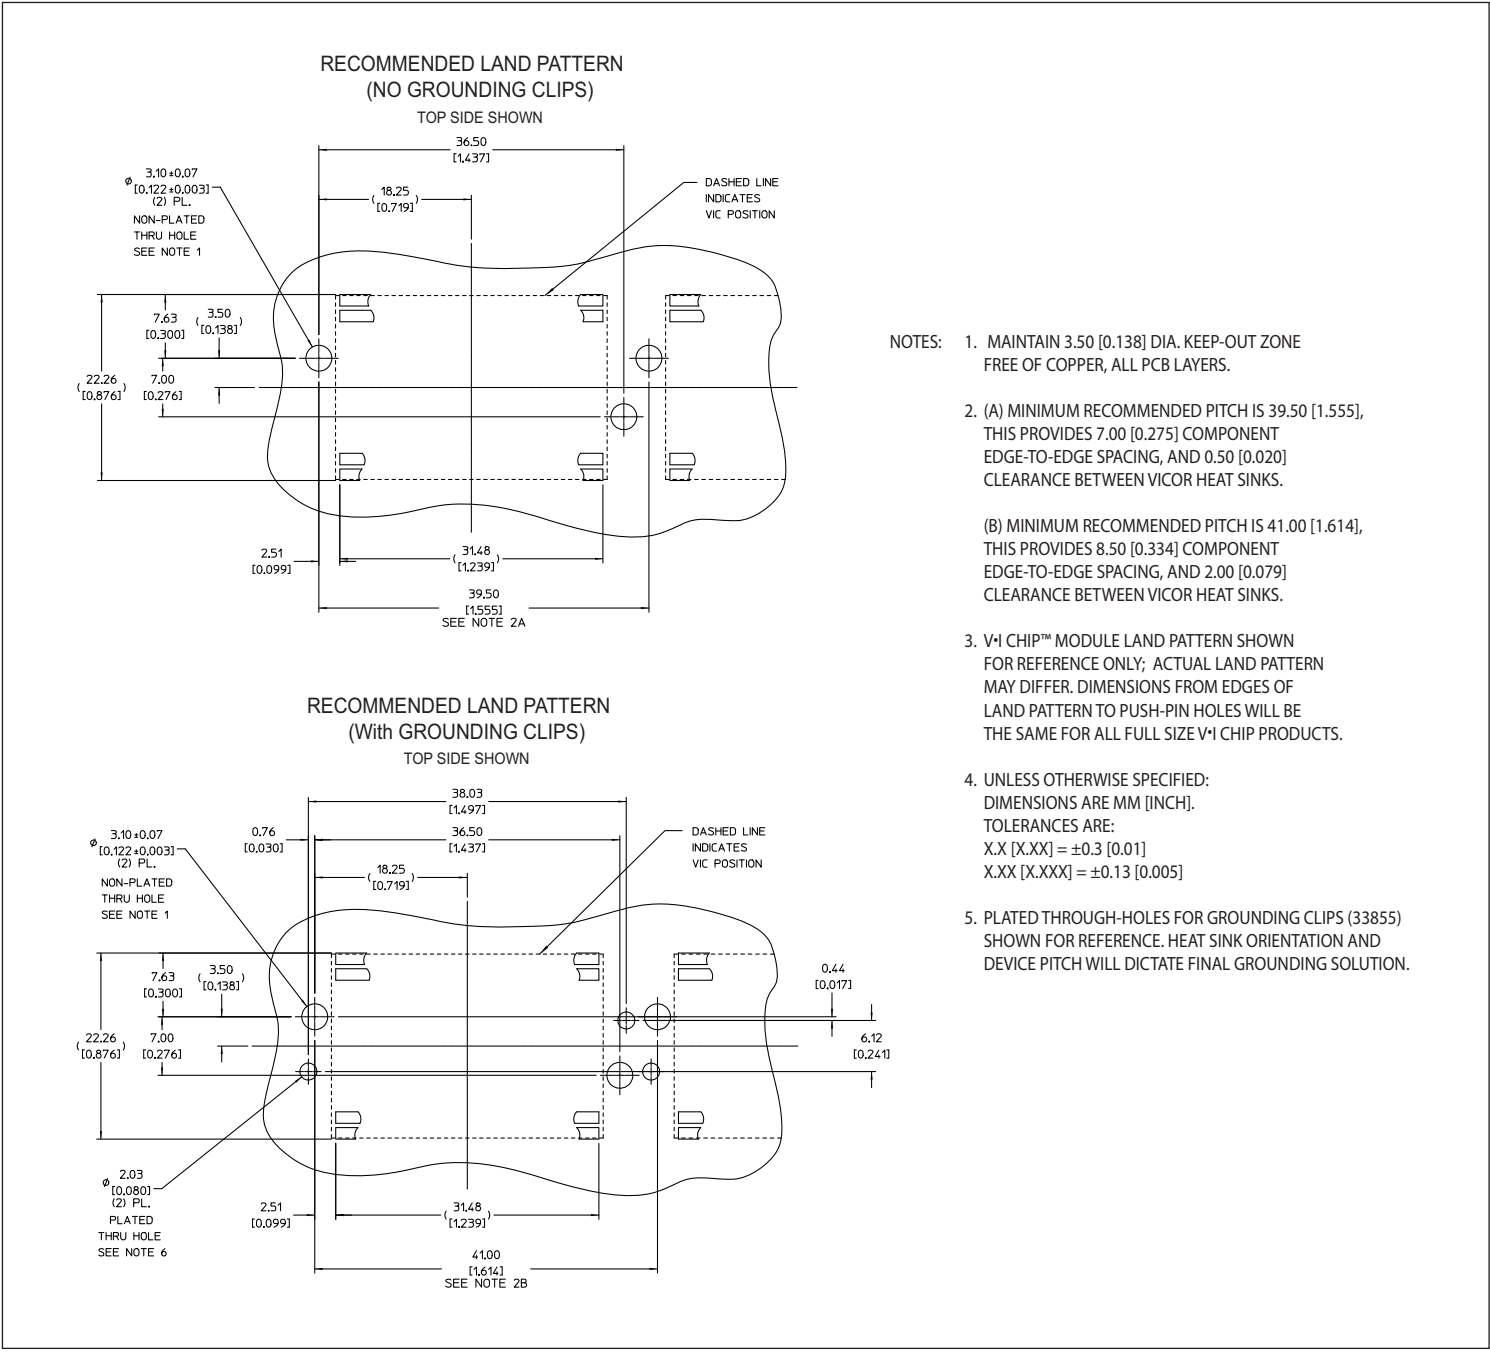 RECOMMENDED LAND PATTERN
(NO GROUNDING CLIPS)
TOP SIDE SHOWN
36.50
[1.437]
⌀ 3.10±0.07
[0.122±0.003]
(2) PL.
NON-PLATED
THRU HOLE
SEE NOTE 1
( 18.25 )
[0.719]
DASHED LINE
INDICATES
VIC POSITION
7.63
[0.300]
( 3.50 )
[0.138]
( 22.26 )
[0.876]
7.00
[0.276]
2.51
[0.099]
( 31.48 )
[1.239]
39.50
[1.555]
SEE NOTE 2A
RECOMMENDED LAND PATTERN
(With GROUNDING CLIPS)
TOP SIDE SHOWN
38.03
[1.497]
⌀ 3.10±0.07
[0.122±0.003]
(2) PL.
NON-PLATED
THRU HOLE
SEE NOTE 1
0.76
[0.030]
36.50
[1.437]
( 18.25 )
[0.719]
DASHED LINE
INDICATES
VIC POSITION
7.63
[0.300]
( 3.50 )
[0.138]
0.44
[0.017]
( 22.26 )
[0.876]
7.00
[0.276]
6.12
[0.241]
⌀ 2.03
[0.080]
(2) PL.
PLATED
THRU HOLE
SEE NOTE 6
2.51
[0.099]
( 31.48 )
[1.239]
41.00
[1.614]
SEE NOTE 2B
NOTES: 1. MAINTAIN 3.50 [0.138] DIA. KEEP-OUT ZONE
FREE OF COPPER, ALL PCB LAYERS.
2. (A) MINIMUM RECOMMENDED PITCH IS 39.50 [1.555],
THIS PROVIDES 7.00 [0.275] COMPONENT
EDGE-TO-EDGE SPACING, AND 0.50 [0.020]
CLEARANCE BETWEEN VICOR HEAT SINKS.
(B) MINIMUM RECOMMENDED PITCH IS 41.00 [1.614],
THIS PROVIDES 8.50 [0.334] COMPONENT
EDGE-TO-EDGE SPACING, AND 2.00 [0.079]
CLEARANCE BETWEEN VICOR HEAT SINKS.
3. V•I CHIP™ MODULE LAND PATTERN SHOWN
FOR REFERENCE ONLY; ACTUAL LAND PATTERN
MAY DIFFER. DIMENSIONS FROM EDGES OF
LAND PATTERN TO PUSH-PIN HOLES WILL BE
THE SAME FOR ALL FULL SIZE V•I CHIP PRODUCTS.
4. UNLESS OTHERWISE SPECIFIED:
DIMENSIONS ARE MM [INCH].
TOLERANCES ARE:
X.X [X.XX] = ±0.3 [0.01]
X.XX [X.XXX] = ±0.13 [0.005]
5. PLATED THROUGH-HOLES FOR GROUNDING CLIPS (33855)
SHOWN FOR REFERENCE. HEAT SINK ORIENTATION AND
DEVICE PITCH WILL DICTATE FINAL GROUNDING SOLUTION.